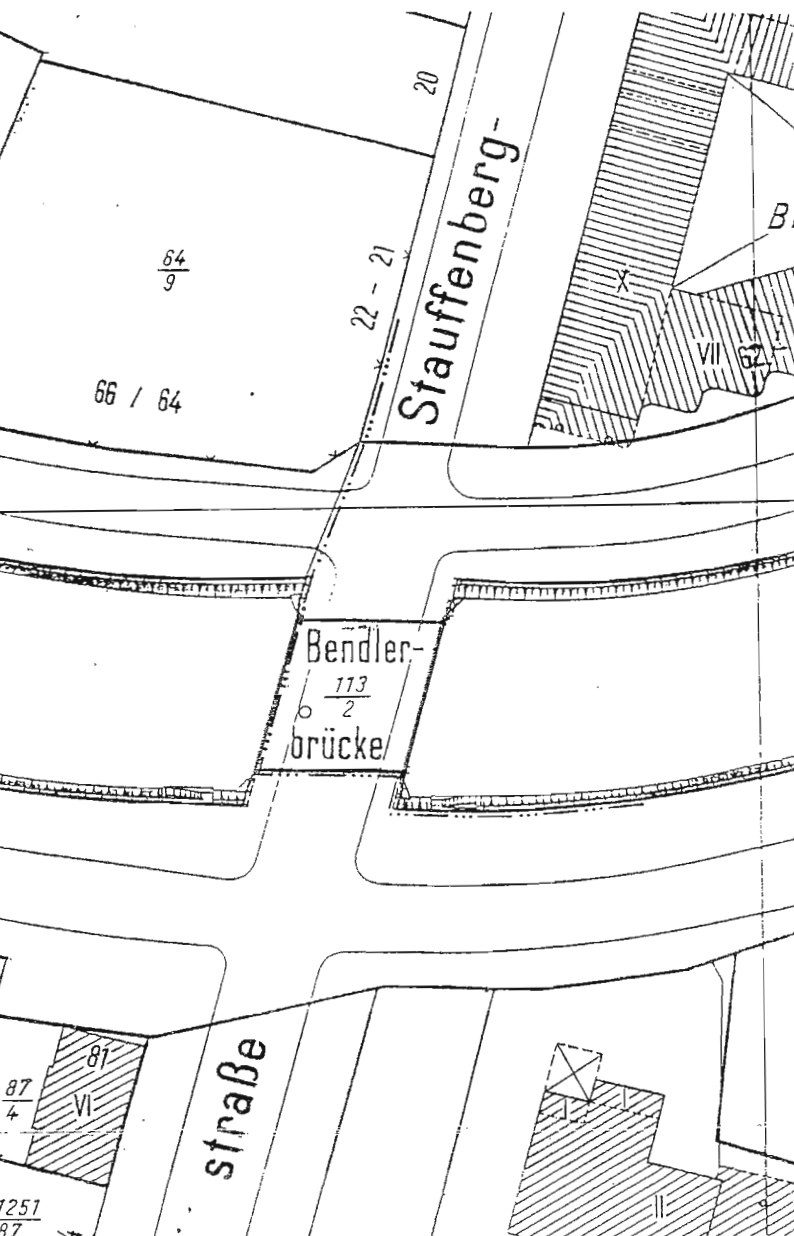 20
Stauffenberg-
B
64
9
22 - 21
X
VII 62
66 / 64
Bendler-
113
2
brücke
straße
81
87
4
VI
I
II
1251
87